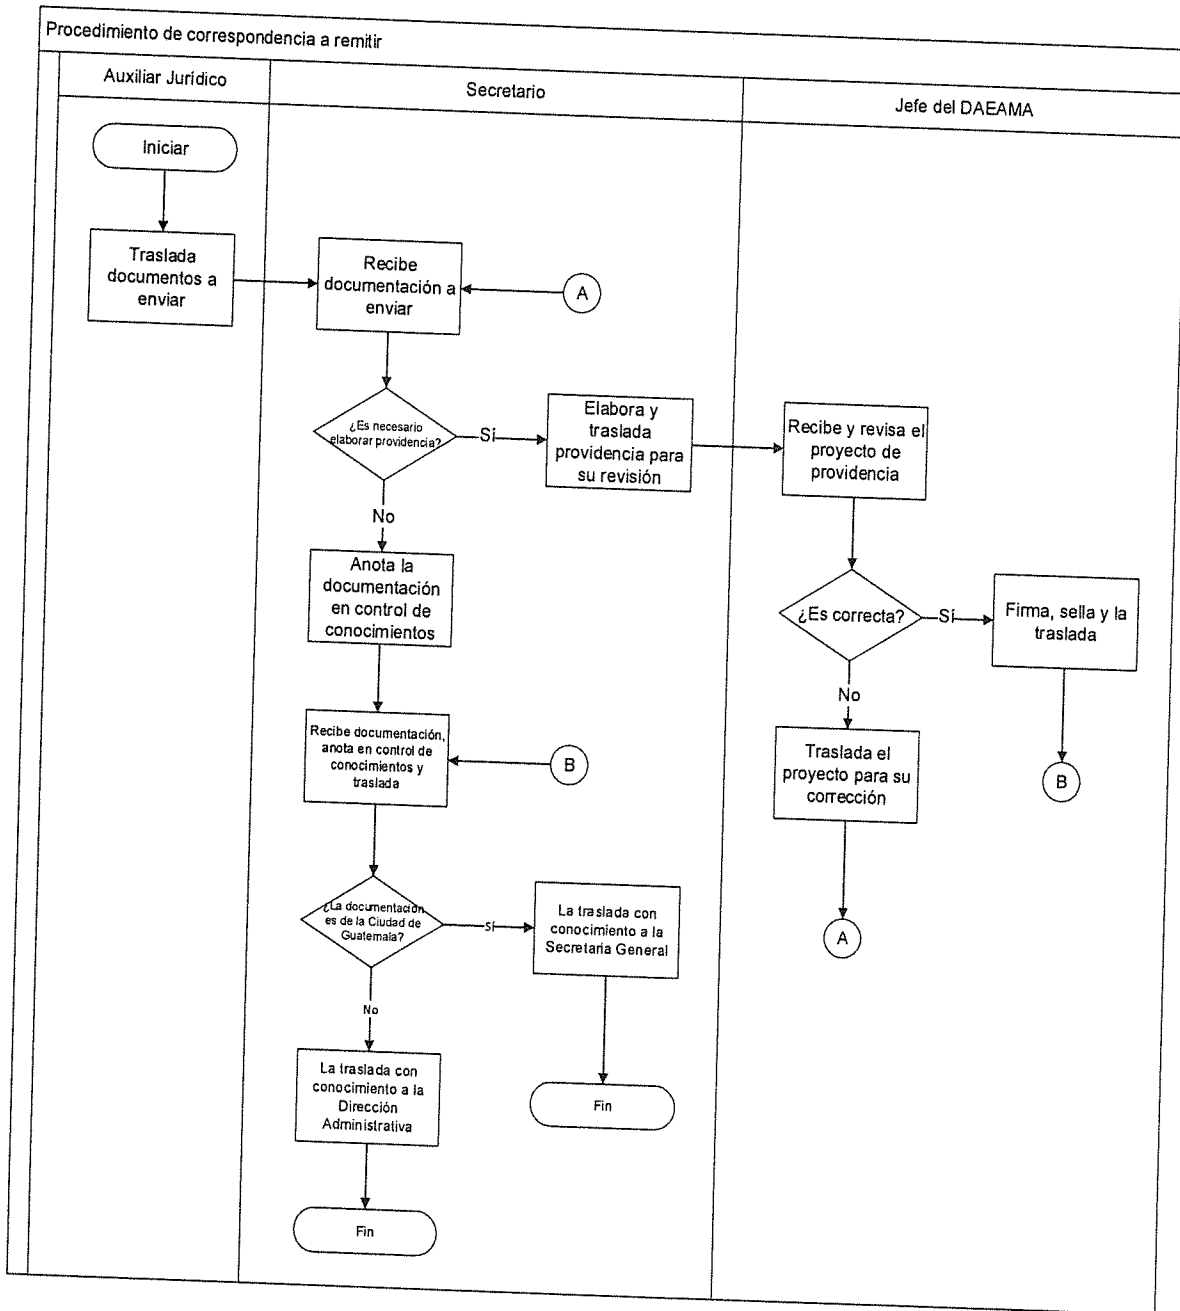 Procedimiento de correspondencia a remitir
Auxiliar Jurídico
Secretario
Jefe del DAEAMA
Iniciar
Traslada
documentos a
enviar
Recibe
documentación a
enviar
A
¿Es necesario
elaborar providencia?
Sí
Elabora y
traslada
providencia para
su revisión
Recibe y revisa el
proyecto de
providencia
No
Anota la
documentación
en control de
conocimientos
¿Es correcta?
Sí
Firma, sella y la
traslada
No
Recibe documentación,
anota en control de
conocimientos y
traslada
B
Traslada el
proyecto para su
corrección
B
¿La documentación
es de la Ciudad de
Guatemala?
sí
La traslada con
conocimiento a la
Secretaría General
A
No
La traslada con
conocimiento a la
Dirección
Administrativa
Fin
Fin